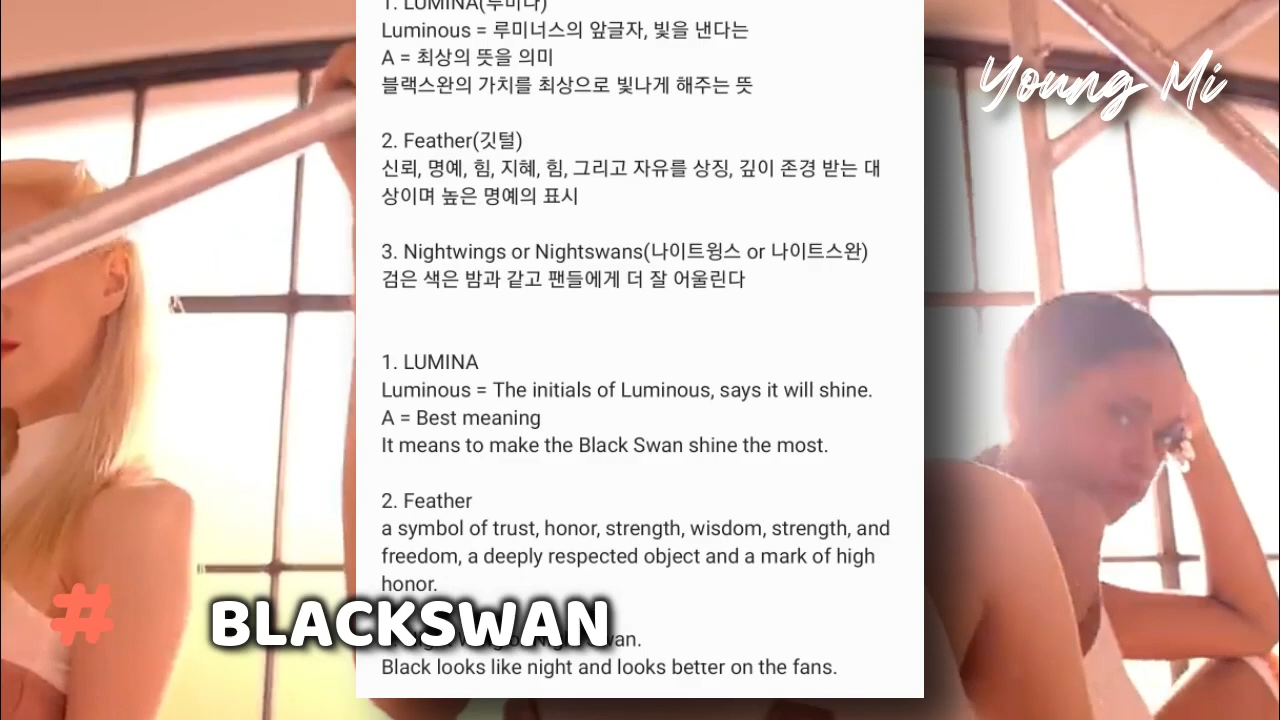 1. LUMINA(루미나)
Luminous = 루미너스의 앞글자, 빛을 낸다는
A = 최상의 뜻을 의미
블랙스완의 가치를 최상으로 빛나게 해주는 뜻
2. Feather(깃털)
신뢰, 명예, 힘, 지혜, 힘, 그리고 자유를 상징, 깊이 존경 받는 대
상이며 높은 명예의 표시
3. Nightwings or Nightswans(나이트윙스 or 나이트스완)
검은 색은 밤과 같고 팬들에게 더 잘 어울린다
1. LUMINA
Luminous = The initials of Luminous, says it will shine.
A = Best meaning
It means to make the Black Swan shine the most.
2. Feather
a symbol of trust, honor, strength, wisdom, strength, and
freedom, a deeply respected object and a mark of high
honor.
Black looks like night and looks better on the fans.
Young Mi
# BLACKSWAN